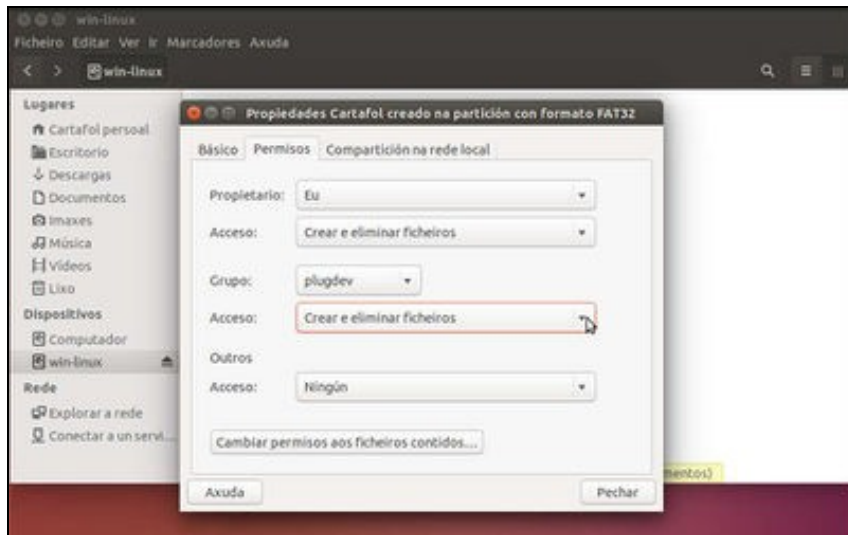 win-linux
Ficheiro Editar Ver Ir Marcadores Axuda
win-linux
Lugares
Cartafol persoal
Escritorio
Descargas
Documentos
Imaxes
Música
Vídeos
Lixo
Dispositivos
Computador
win-linux
Rede
Explorar a rede
Conectar a un servi...
Propiedades Cartafol creado na partición con formato FAT32
Básico Permisos Compartición na rede local
Propietario: Eu
Acceso: Crear e eliminar ficheiros
Grupo: plugdev
Acceso: Crear e eliminar ficheiros
Outros
Acceso: Ningún
Cambiar permisos aos ficheiros contidos...
Axuda Pechar
mentos)